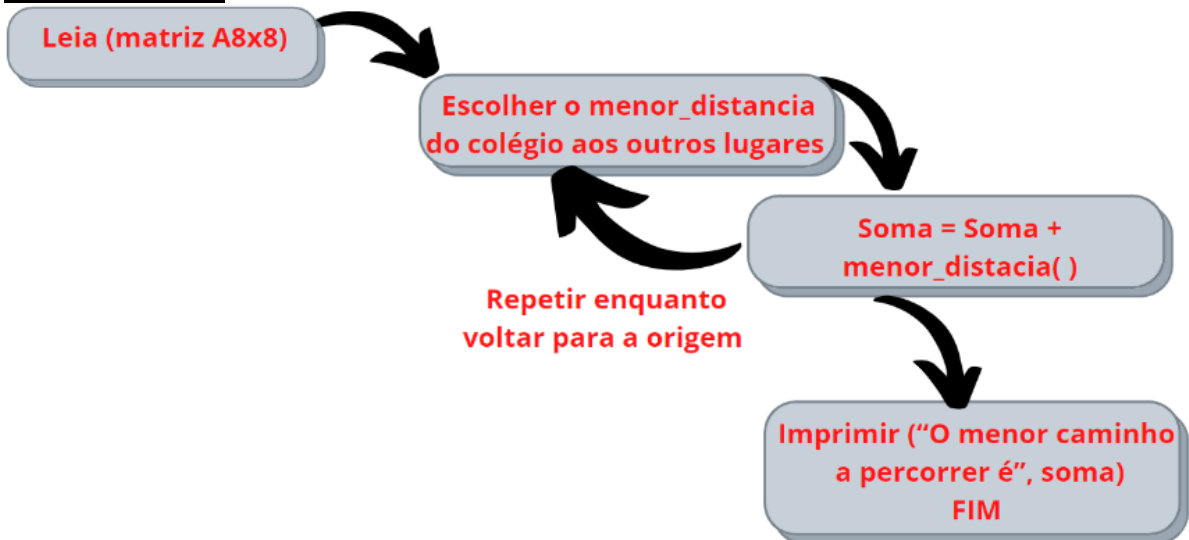 Leia (matriz A8x8)
Escolher o menor_distancia
do colégio aos outros lugares
Soma = Soma +
menor_distacia( )
Repetir enquanto
voltar para a origem
Imprimir (“O menor caminho
a percorrer é”, soma)
FIM